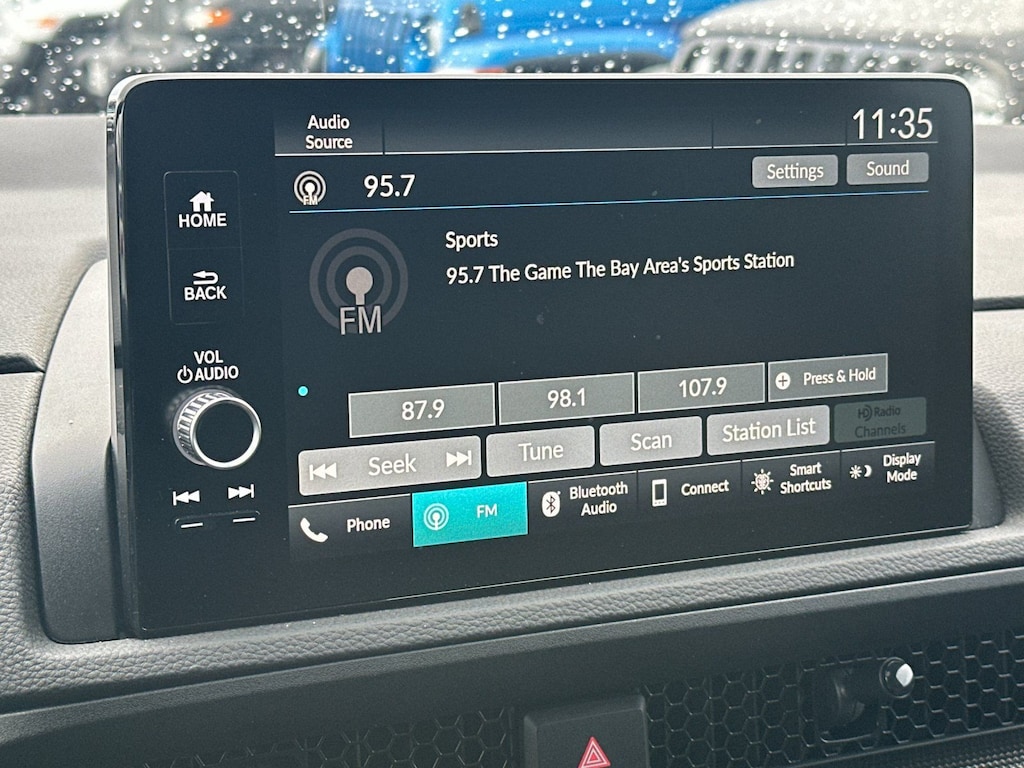 Audio
Source
11:35
FM
95.7
Settings
Sound
HOME
BACK
VOL
AUDIO
FM
Sports
95.7 The Game The Bay Area's Sports Station
87.9
98.1
107.9
Press & Hold
Seek
Tune
Scan
Station List
HD Radio
Channels
Phone
FM
Bluetooth
Audio
Connect
Smart
Shortcuts
Display
Mode